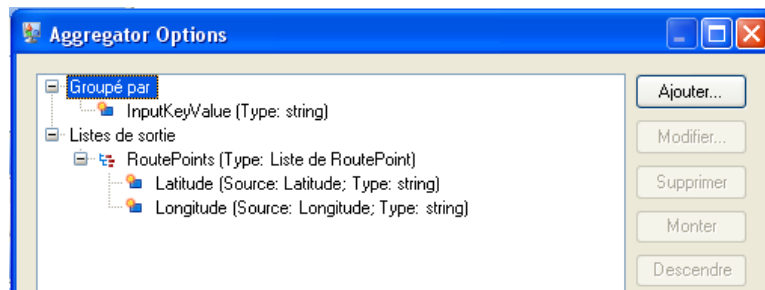 Aggregator Options
Groupé par
InputKeyValue (Type: string)
Listes de sortie
RoutePoints (Type: Liste de RoutePoint)
Latitude (Source: Latitude; Type: string)
Longitude (Source: Longitude; Type: string)
Ajouter...
Modifier...
Supprimer
Monter
Descendre